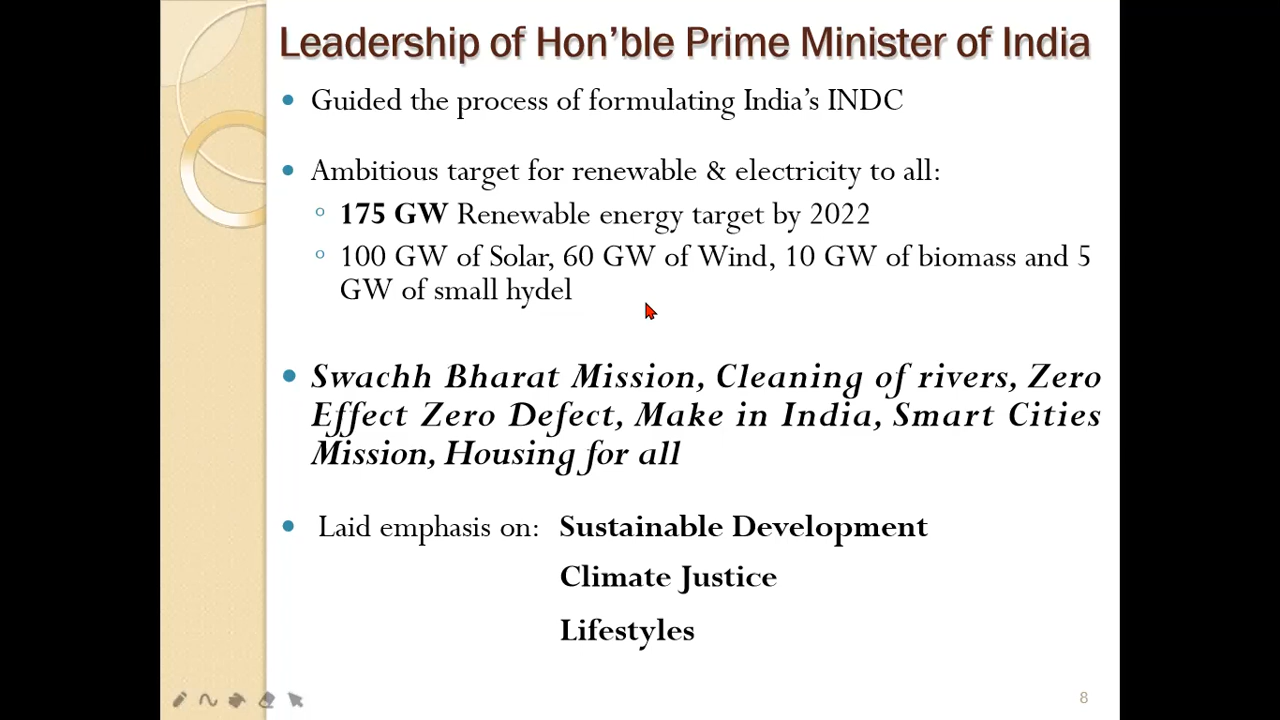 Leadership of Hon’ble Prime Minister of India
• Guided the process of formulating India’s INDC
• Ambitious target for renewable & electricity to all:
◦ 175 GW Renewable energy target by 2022
◦ 100 GW of Solar, 60 GW of Wind, 10 GW of biomass and 5
GW of small hydel
• Swachh Bharat Mission, Cleaning of rivers, Zero
Effect Zero Defect, Make in India, Smart Cities
Mission, Housing for all
• Laid emphasis on: Sustainable Development
Climate Justice
Lifestyles
8